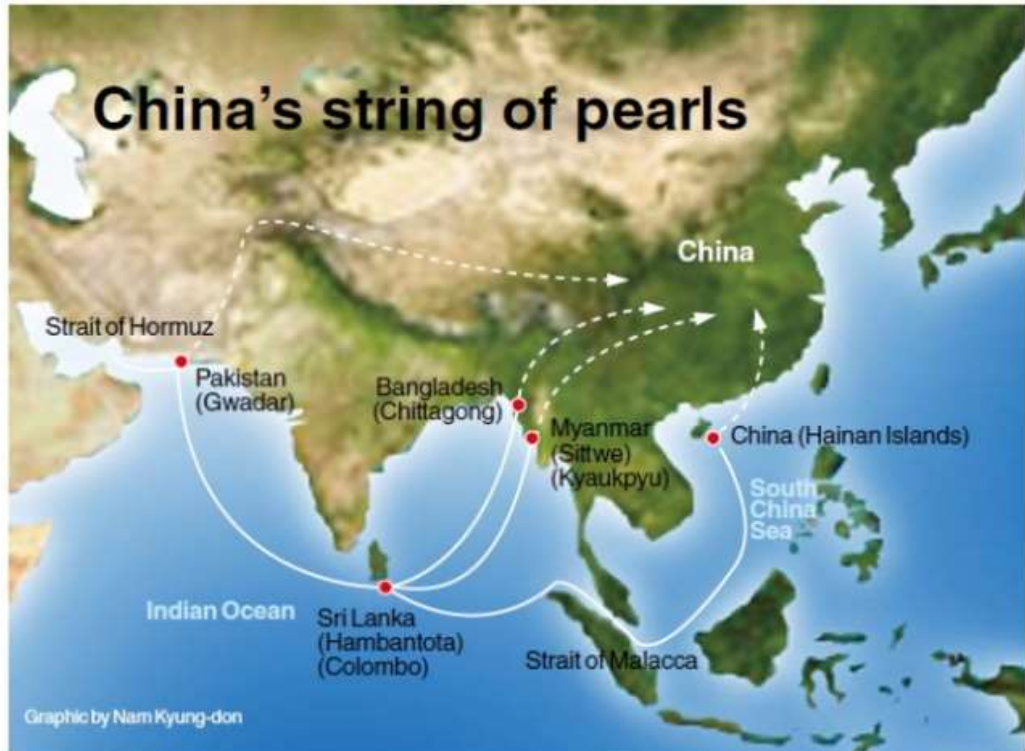 China's string of pearls
China
Strait of Hormuz
Pakistan
(Gwadar)
Bangladesh
(Chittagong)
Myanmar
(Sittwe)
(Kyaukpyu)
China (Hainan Islands)
South
China
Sea
Indian Ocean
Sri Lanka
(Hambantota)
(Colombo)
Strait of Malacca
Graphic by Nam Kyung-don